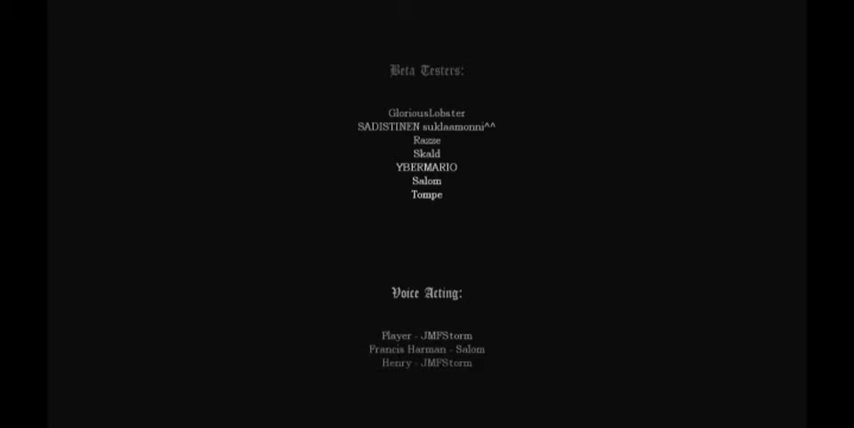 Beta Testers:
GloriousLobster
SADISTINEN suklaamonni^^
Razze
Skald
YBERMARIO
Salom
Tompe
Voice Acting:
Player - JMFStorm
Francis Harman - Salom
Henry - JMFStorm